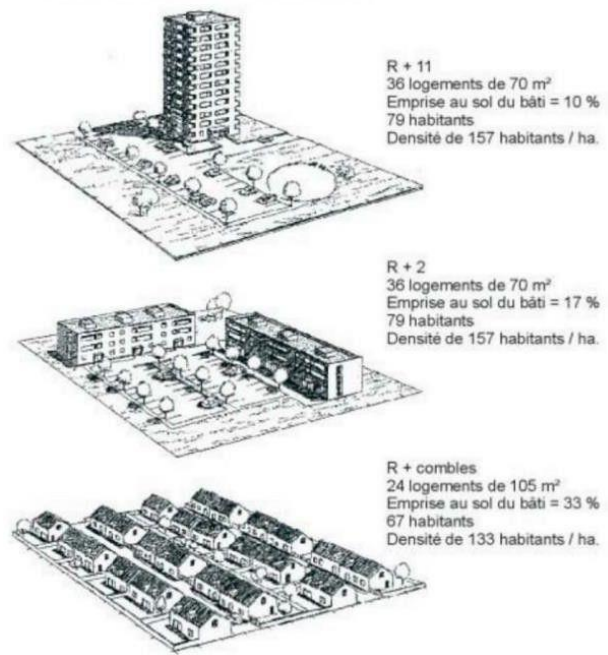 R + 11
36 logements de 70 m²
Emprise au sol du bâti = 10 %
79 habitants
Densité de 157 habitants / ha.
R + 2
36 logements de 70 m²
Emprise au sol du bâti = 17 %
79 habitants
Densité de 157 habitants / ha.
R + combles
24 logements de 105 m²
Emprise au sol du bâti = 33 %
67 habitants
Densité de 133 habitants / ha.